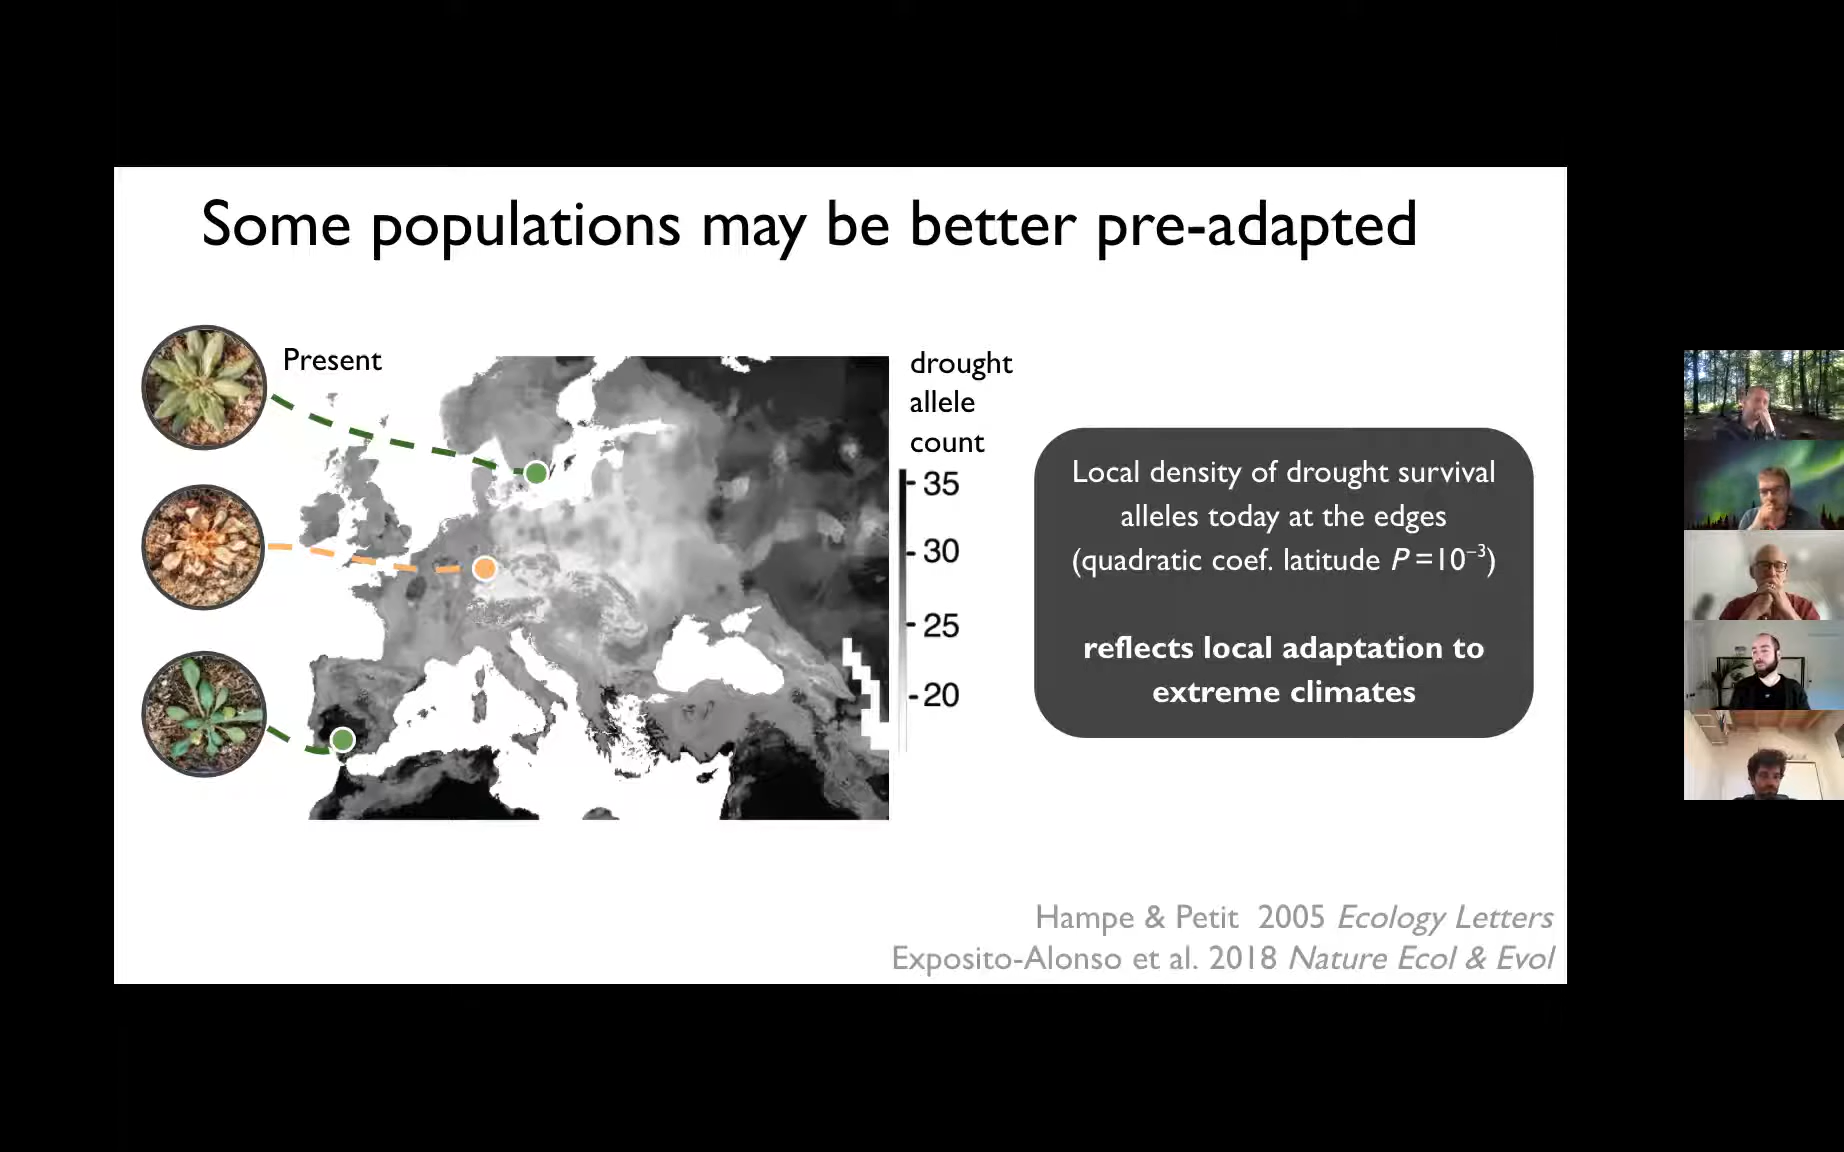 Some populations may be better pre-adapted
Present
drought
allele
count
35
30
25
20
Local density of drought survival
alleles today at the edges
(quadratic coef. latitude P=10⁻³)
reflects local adaptation to
extreme climates
Hampe & Petit 2005 Ecology Letters
Exposito-Alonso et al. 2018 Nature Ecol & Evol